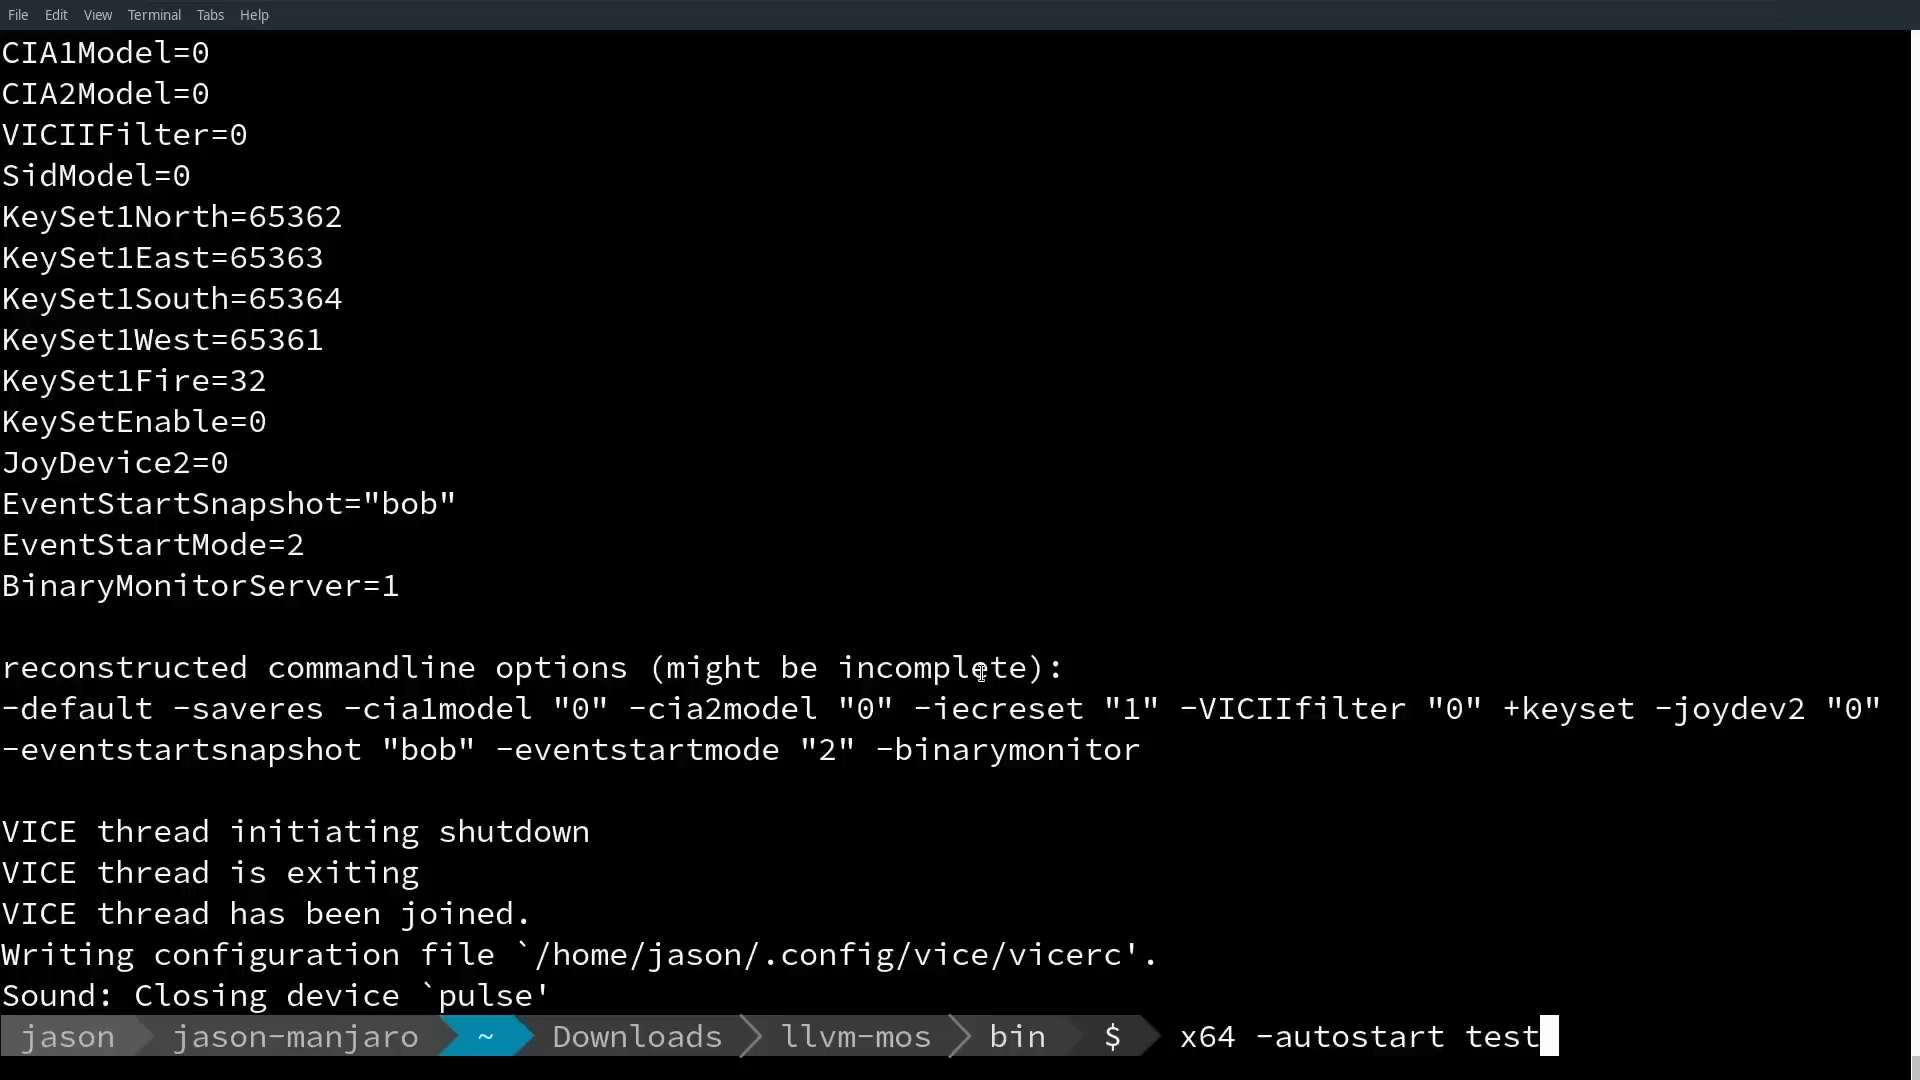 File Edit View Terminal Tabs Help
CIA1Model=0
CIA2Model=0
VICIIFilter=0
SidModel=0
KeySet1North=65362
KeySet1East=65363
KeySet1South=65364
KeySet1West=65361
KeySet1Fire=32
KeySetEnable=0
JoyDevice2=0
EventStartSnapshot="bob"
EventStartMode=2
BinaryMonitorServer=1
reconstructed commandline options (might be incomplete):
-default -saveres -cia1model "0" -cia2model "0" -iecreset "1" -VICIIfilter "0" +keyset -joydev2 "0"
-eventstartsnapshot "bob" -eventstartmode "2" -binarymonitor
VICE thread initiating shutdown
VICE thread is exiting
VICE thread has been joined.
Writing configuration file `/home/jason/.config/vice/vicerc'.
Sound: Closing device `pulse'
jason jason-manjaro ~ Downloads llvm-mos bin $ x64 -autostart test